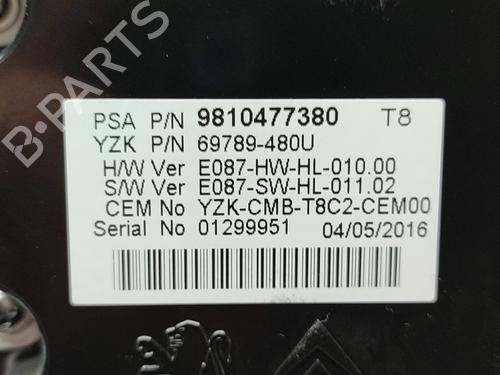 B-PARTS
PSA P/N 9810477380 T8
YZK P/N 69789-480U
H/W Ver E087-HW-HL-010.00
S/W Ver E087-SW-HL-011.02
CEM No YZK-CMB-T8C2-CEM00
Serial No 01299951 04/05/2016